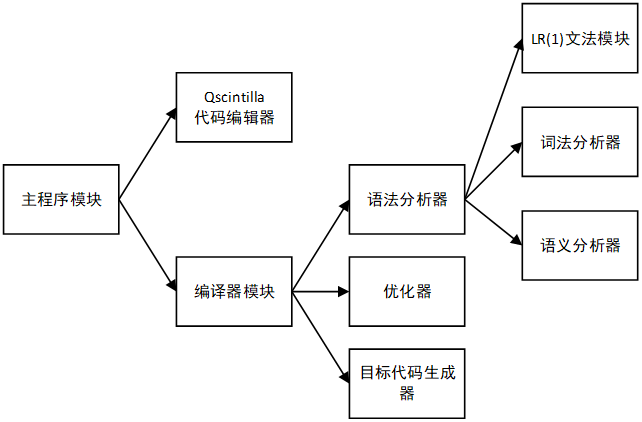 LR(1)文法模块
Qscintilla
代码编辑器
词法分析器
主程序模块
语法分析器
语义分析器
编译器模块
优化器
目标代码生成
器